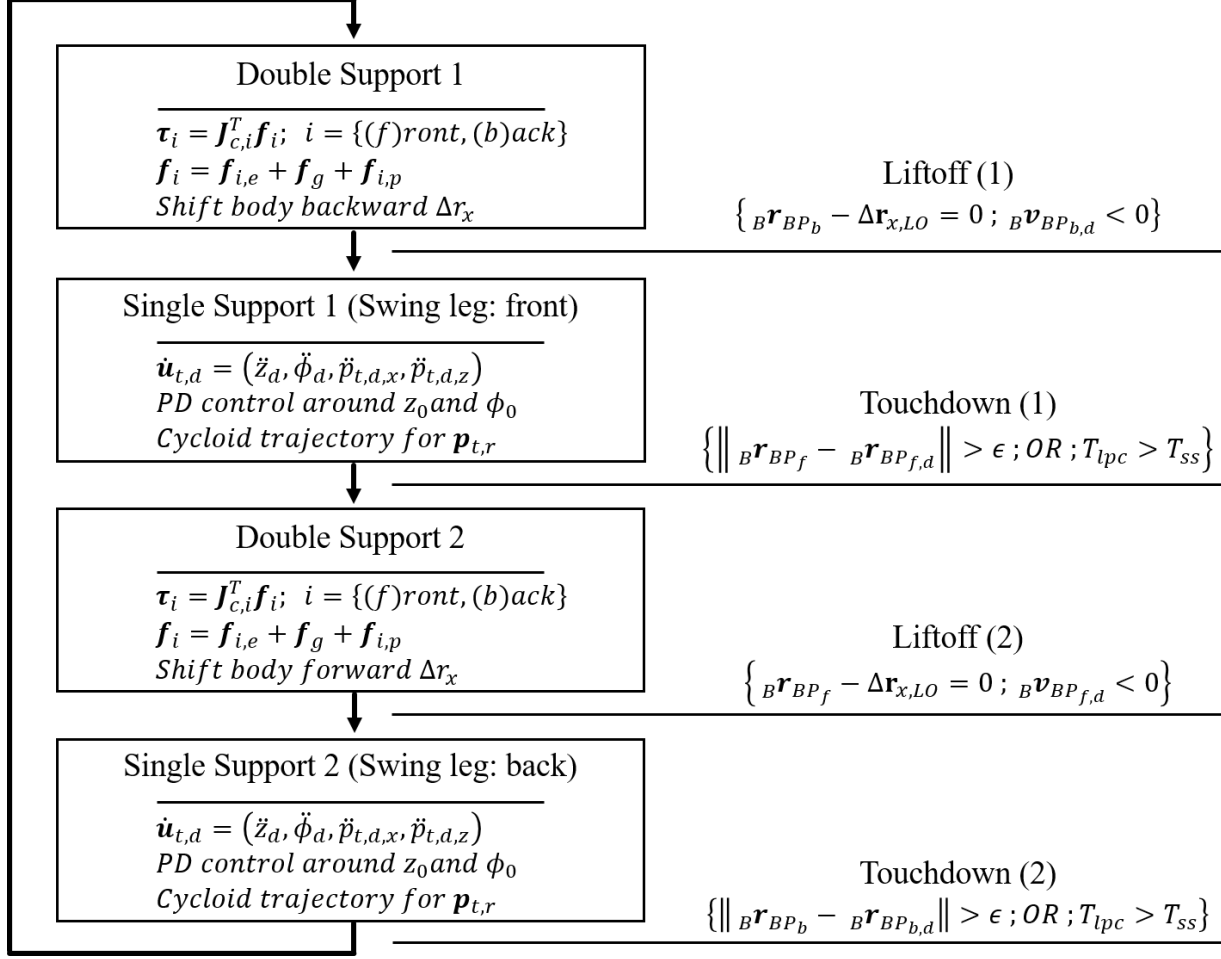 Double Support 1
τ_i = J_{c,i}^T f_i; i = {(f)ront, (b)ack}
f_i = f_{i,e} + f_g + f_{i,p}
Shift body backward Δr_x
Liftoff (1)
{ _B r_{BP_b} − Δr_{x,LO} = 0 ; _B v_{BP_{b,d}} < 0}
Single Support 1 (Swing leg: front)
u̇_{t,d} = (z̈_d, ϕ̈_d, p̈_{t,d,x}, p̈_{t,d,z})
PD control around z_0 and ϕ_0
Cycloid trajectory for p_{t,r}
Touchdown (1)
{‖ _B r_{BP_f} − _B r_{BP_{f,d}} ‖ > ϵ ; OR ; T_{lpc} > T_{ss}}
Double Support 2
τ_i = J_{c,i}^T f_i; i = {(f)ront, (b)ack}
f_i = f_{i,e} + f_g + f_{i,p}
Shift body forward Δr_x
Liftoff (2)
{ _B r_{BP_f} − Δr_{x,LO} = 0 ; _B v_{BP_{f,d}} < 0}
Single Support 2 (Swing leg: back)
u̇_{t,d} = (z̈_d, ϕ̈_d, p̈_{t,d,x}, p̈_{t,d,z})
PD control around z_0 and ϕ_0
Cycloid trajectory for p_{t,r}
Touchdown (2)
{‖ _B r_{BP_b} − _B r_{BP_{b,d}} ‖ > ϵ ; OR ; T_{lpc} > T_{ss}}